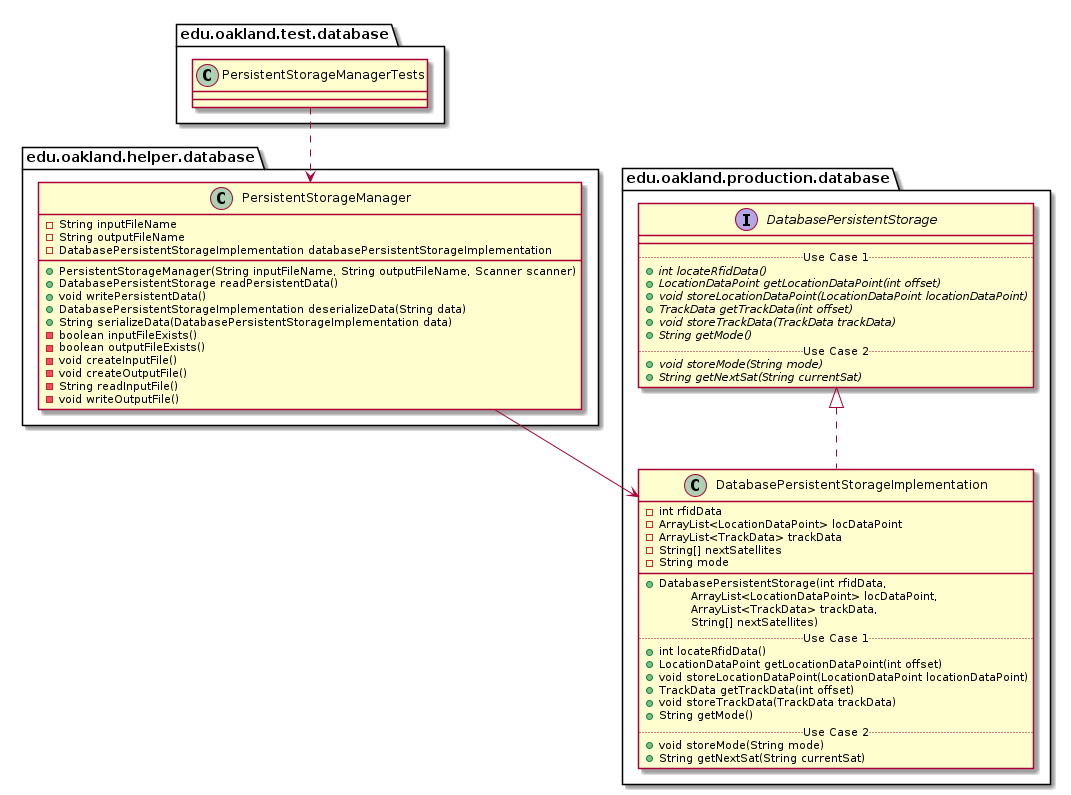 edu.oakland.test.database
C PersistentStorageManagerTests
edu.oakland.helper.database
C PersistentStorageManager
String inputFileName
String outputFileName
DatabasePersistentStorageImplementation databasePersistentStorageImplementation
PersistentStorageManager(String inputFileName, String outputFileName, Scanner scanner)
DatabasePersistentStorage readPersistentData()
void writePersistentData()
DatabasePersistentStorageImplementation deserializeData(String data)
String serializeData(DatabasePersistentStorageImplementation data)
boolean inputFileExists()
boolean outputFileExists()
void createInputFile()
void createOutputFile()
String readInputFile()
void writeOutputFile()
edu.oakland.production.database
I DatabasePersistentStorage
Use Case 1
int locateRfidData()
LocationDataPoint getLocationDataPoint(int offset)
void storeLocationDataPoint(LocationDataPoint locationDataPoint)
TrackData getTrackData(int offset)
void storeTrackData(TrackData trackData)
String getMode()
Use Case 2
void storeMode(String mode)
String getNextSat(String currentSat)
C DatabasePersistentStorageImplementation
int rfidData
ArrayList<LocationDataPoint> locDataPoint
ArrayList<TrackData> trackData
String[] nextSatellites
String mode
DatabasePersistentStorage(int rfidData,
ArrayList<LocationDataPoint> locDataPoint,
ArrayList<TrackData> trackData,
String[] nextSatellites)
Use Case 1
int locateRfidData()
LocationDataPoint getLocationDataPoint(int offset)
void storeLocationDataPoint(LocationDataPoint locationDataPoint)
TrackData getTrackData(int offset)
void storeTrackData(TrackData trackData)
String getMode()
Use Case 2
void storeMode(String mode)
String getNextSat(String currentSat)